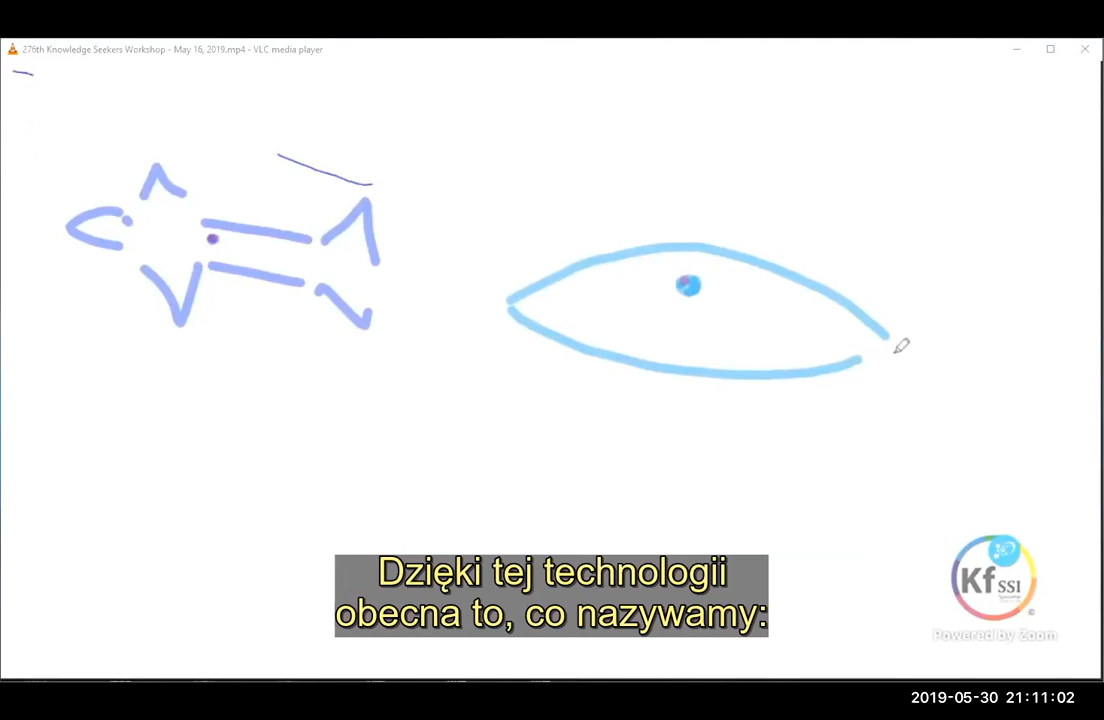 276th Knowledge Seekers Workshop - May 16, 2019.mp4 - VLC media player
Dzięki tej technologii
obecna to, co nazywamy:
Kf SSI
Powered by Zoom
2019-05-30 21:11:02